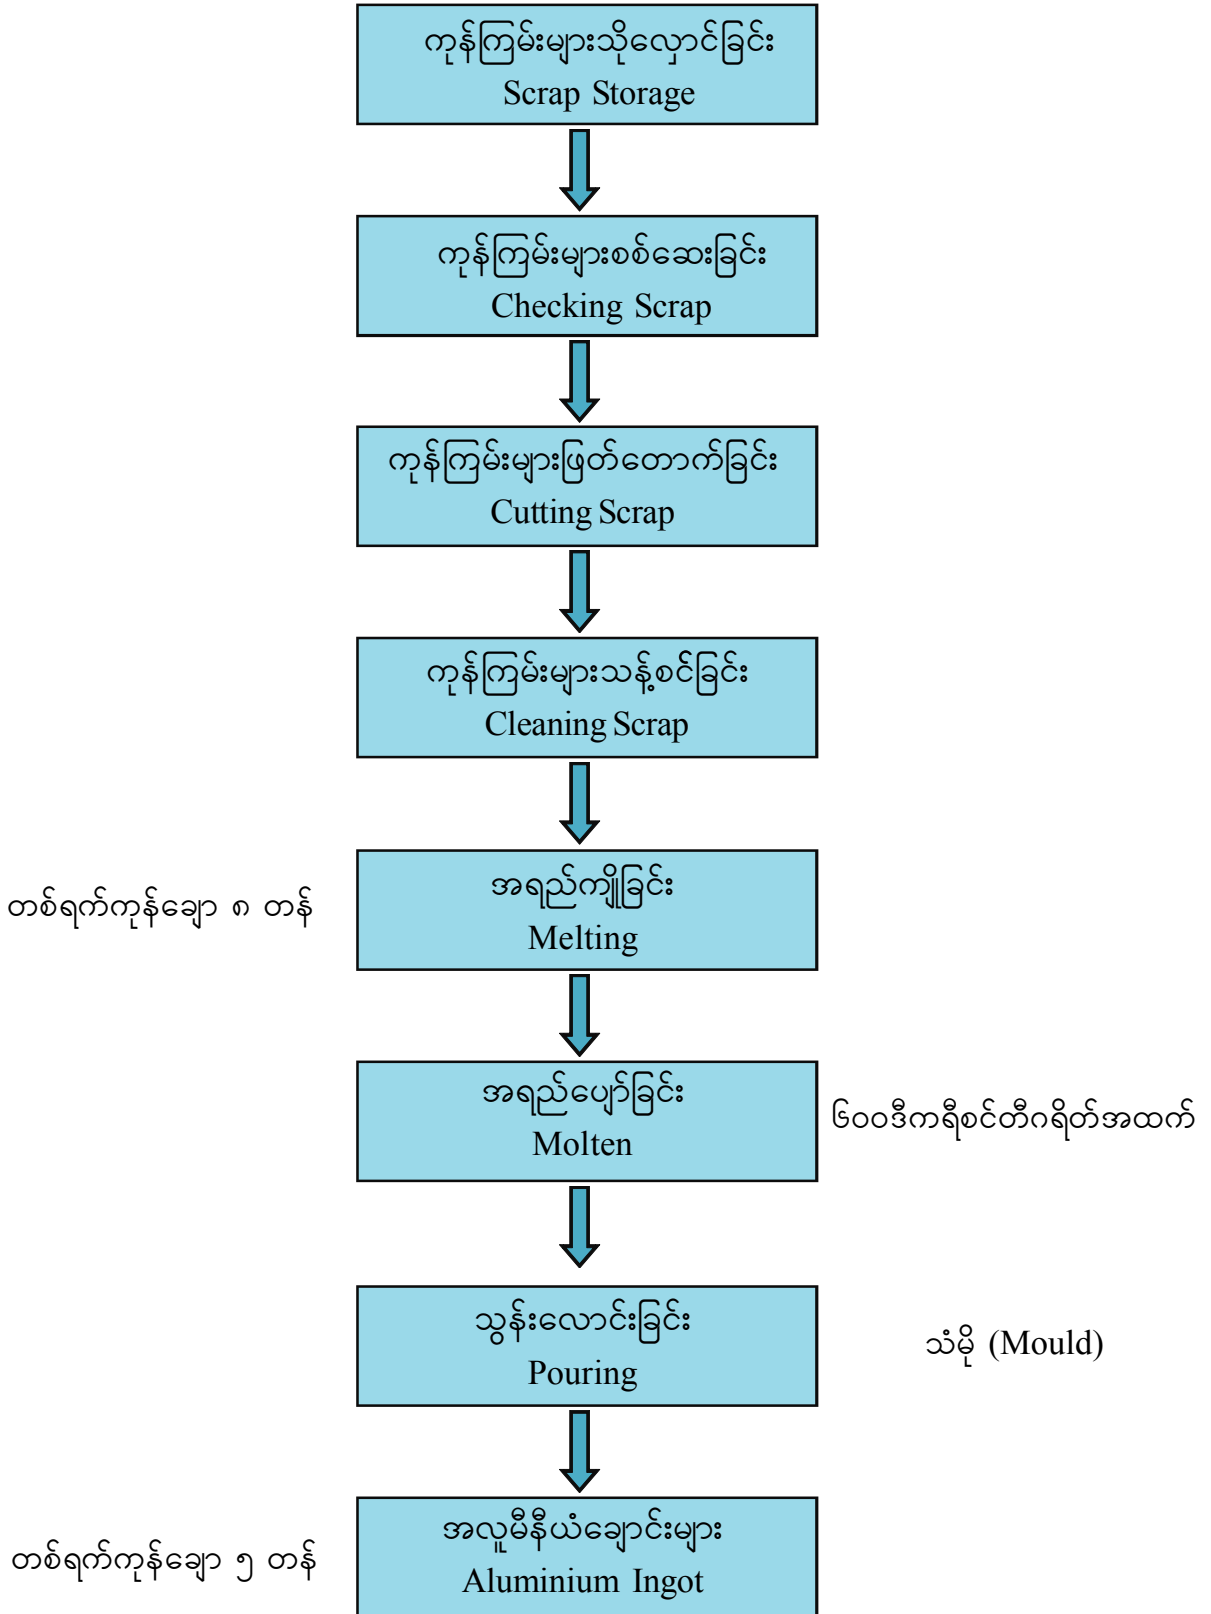 ကုန်ကြမ်းများသိုလှောင်ခြင်း
Scrap Storage
ကုန်ကြမ်းများစစ်ဆေးခြင်း
Checking Scrap
ကုန်ကြမ်းများဖြတ်တောက်ခြင်း
Cutting Scrap
ကုန်ကြမ်းများသန့်စင်ခြင်း
Cleaning Scrap
တစ်ရက်ကုန်ချော ၈ တန်
အရည်ကျိုခြင်း
Melting
အရည်ပျော်ခြင်း
Molten
၆၀၀ဒီကရီစင်တီဂရိတ်အထက်
သွန်းလောင်းခြင်း
Pouring
သံမို (Mould)
တစ်ရက်ကုန်ချော ၅ တန်
အလူမီနီယံချောင်းများ
Aluminium Ingot